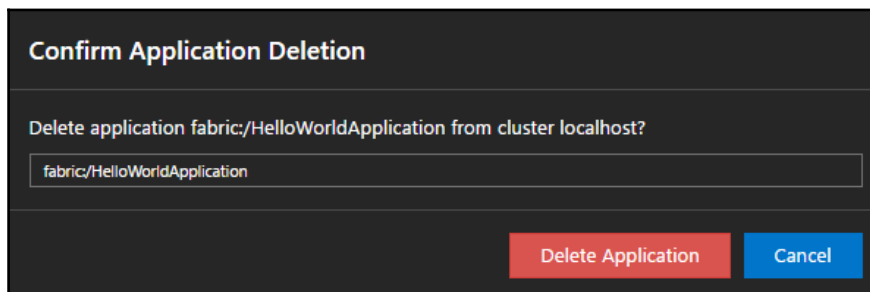 Confirm Application Deletion
Delete application fabric:/HelloWorldApplication from cluster localhost?
fabric:/HelloWorldApplication
Delete Application
Cancel